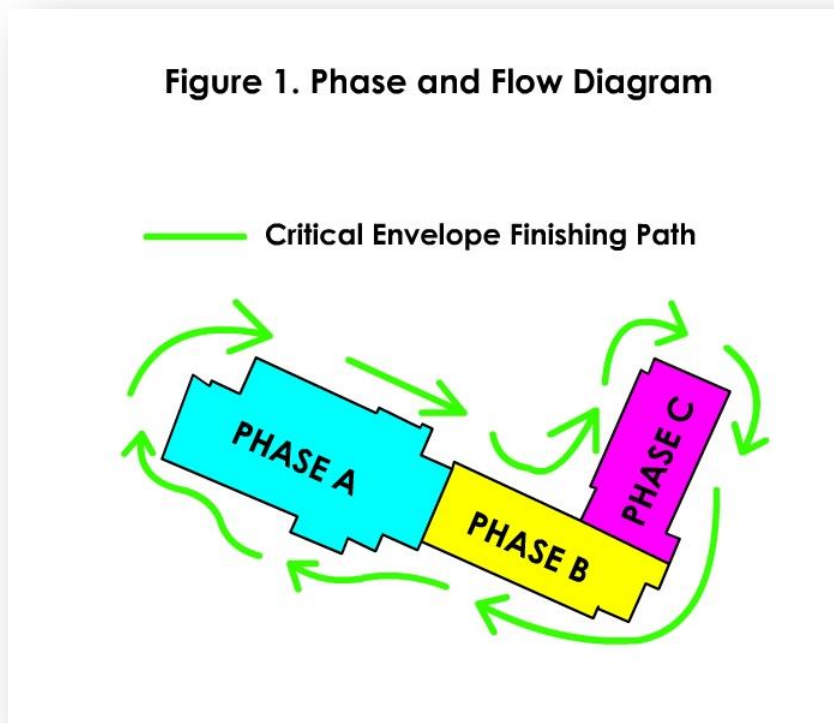 Figure 1. Phase and Flow Diagram
Critical Envelope Finishing Path
PHASE A
PHASE B
PHASE C